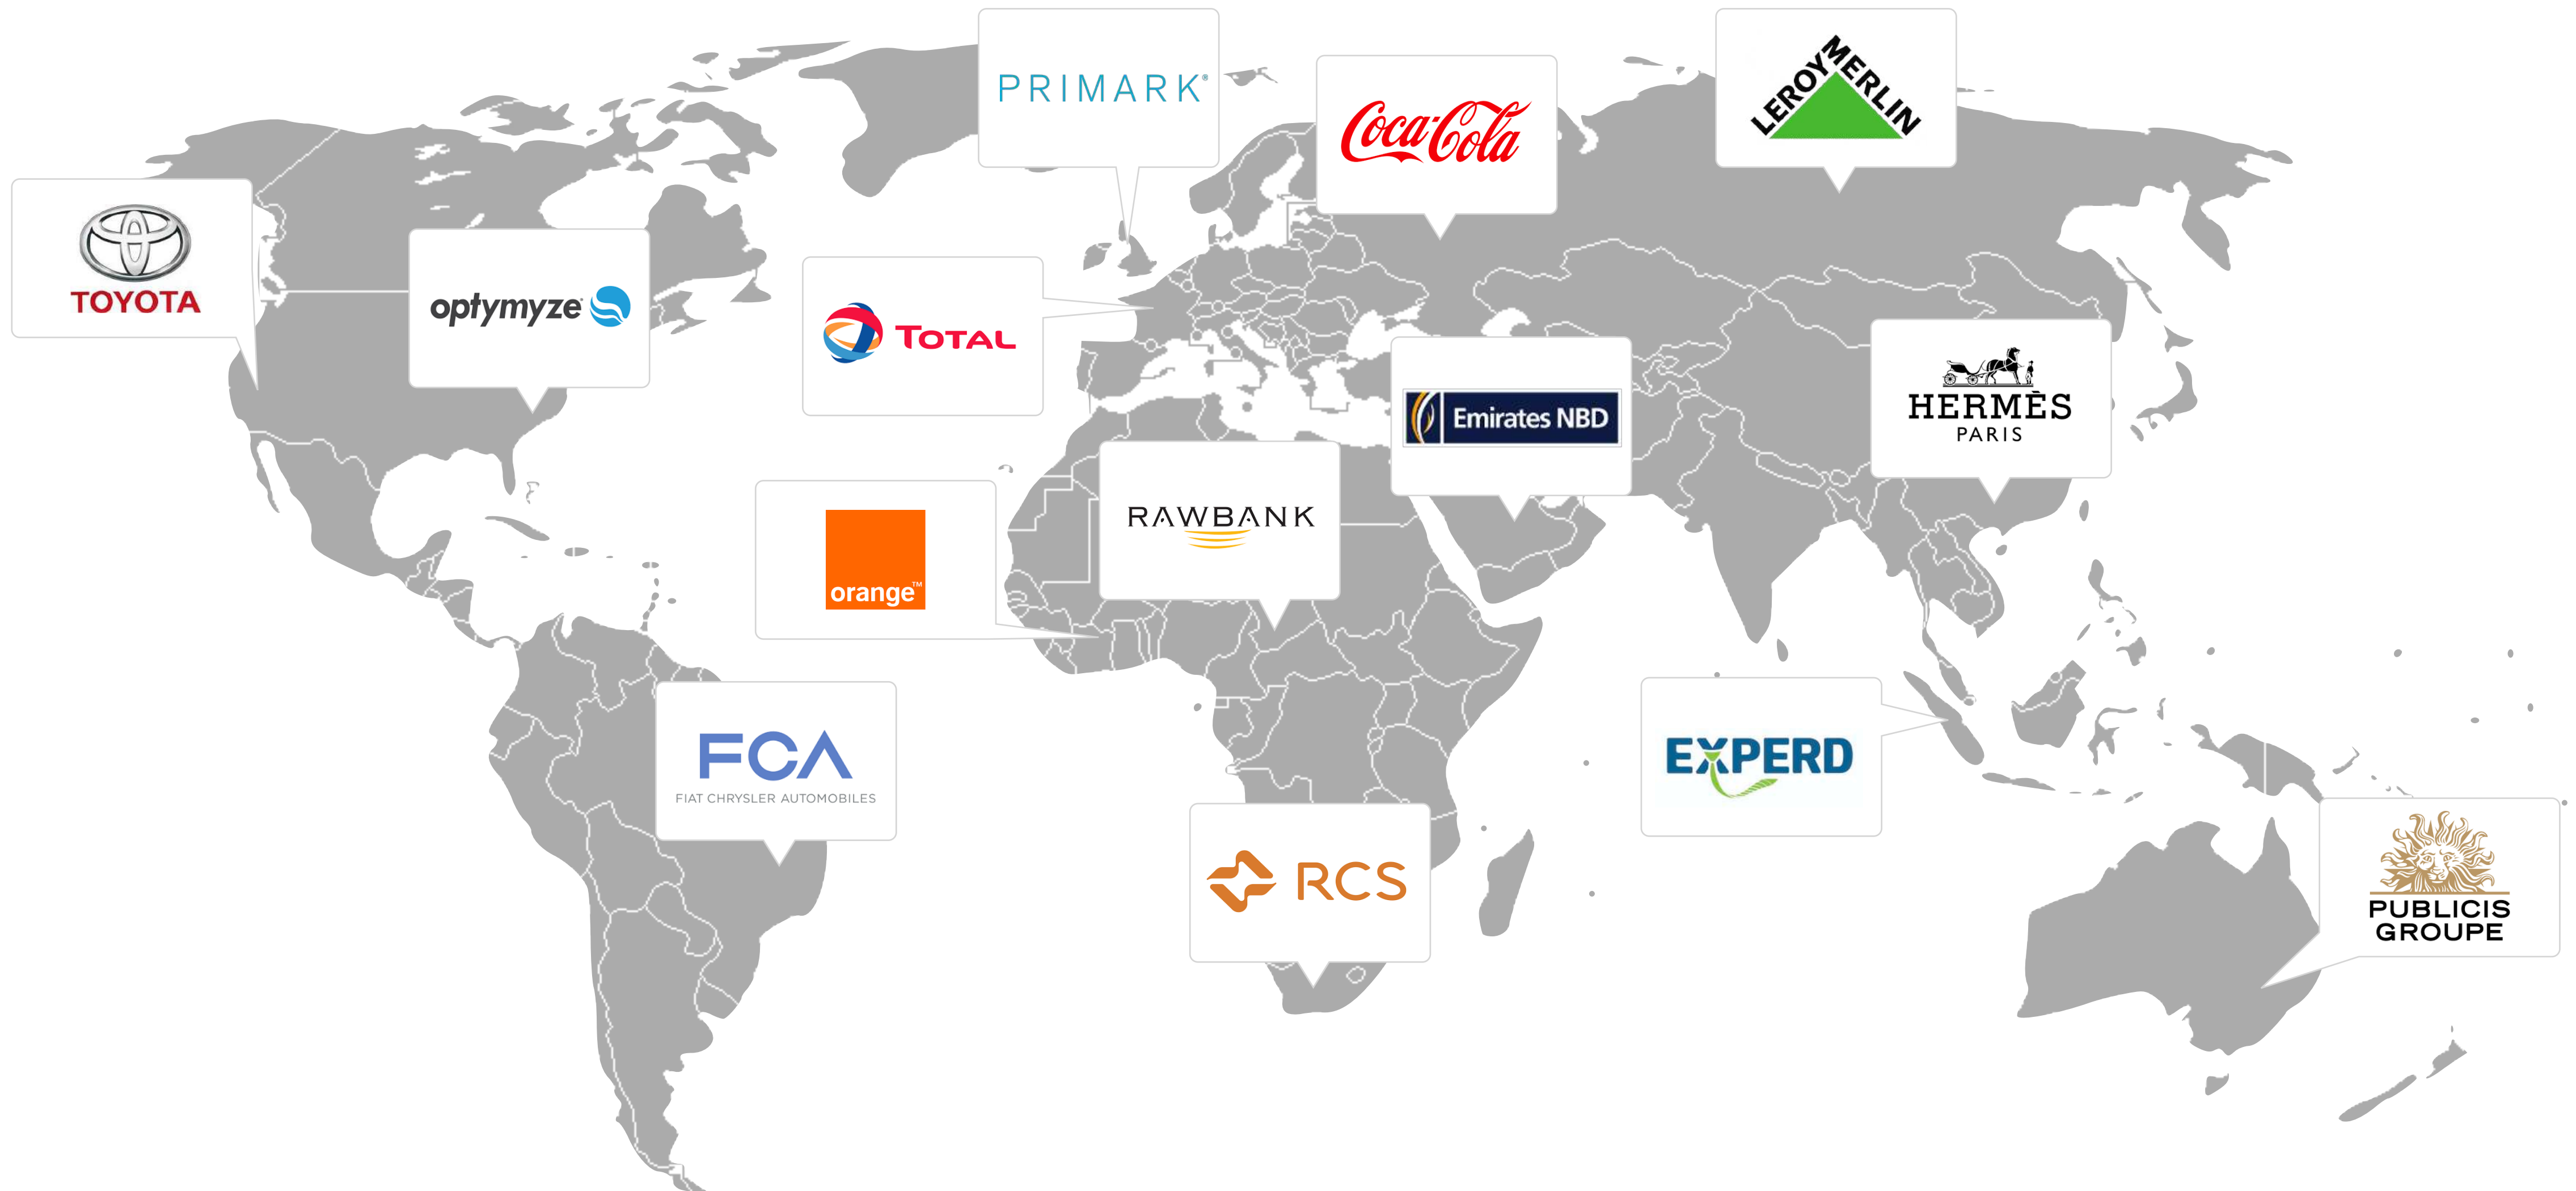 PRIMARK®
Coca-Cola
LEROY MERLIN
TOYOTA
optymyze
TOTAL
Emirates NBD
HERMÈS
PARIS
RAWBANK
orange™
FCA
FIAT CHRYSLER AUTOMOBILES
EXPERD
RCS
PUBLICIS
GROUPE